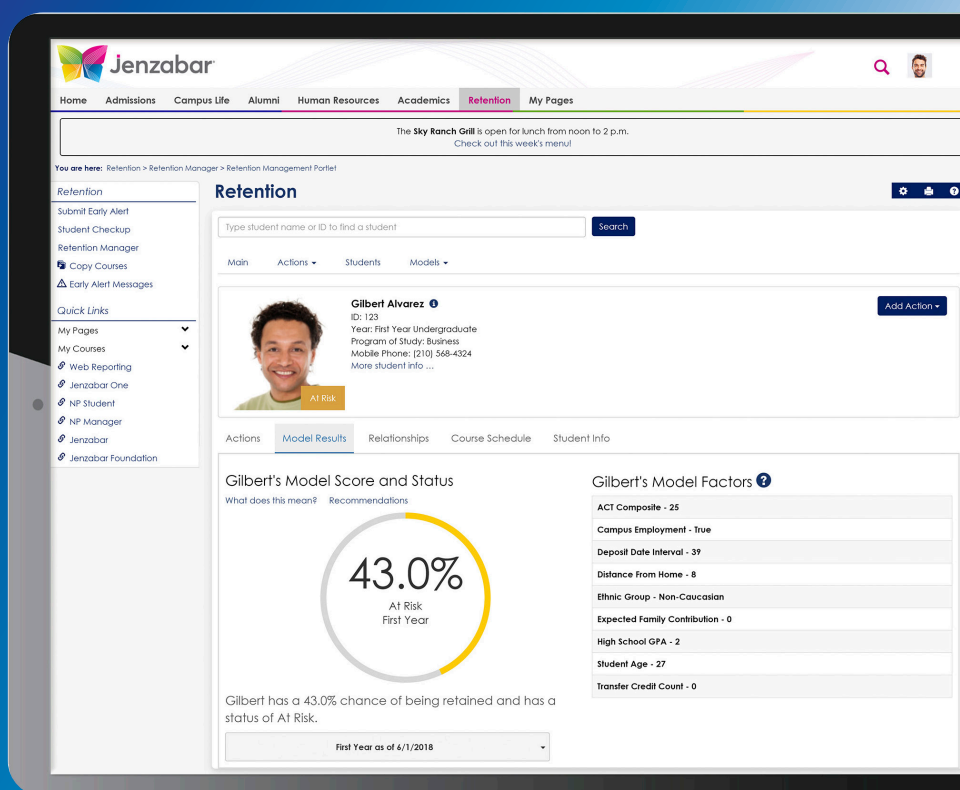 Jenzabar
Home Admissions Campus Life Alumni Human Resources Academics Retention My Pages
The Sky Ranch Grill is open for lunch from noon to 2 p.m.
Check out this week's menu!
You are here: Retention > Retention Manager > Retention Management Portlet
Retention
Submit Early Alert
Student Checkup
Retention Manager
Copy Courses
Early Alert Messages
Quick Links
My Pages
My Courses
Web Reporting
Jenzabar One
NP Student
NP Manager
Jenzabar
Jenzabar Foundation
Retention
Type student name or ID to find a student
Search
Main Actions Students Models
Gilbert Alvarez
ID: 123
Year: First Year Undergraduate
Program of Study: Business
Mobile Phone: (210) 568-4324
More student info ...
At Risk
Add Action
Actions Model Results Relationships Course Schedule Student Info
Gilbert's Model Score and Status
What does this mean? Recommendations
43.0%
At Risk
First Year
Gilbert has a 43.0% chance of being retained and has a
status of At Risk.
First Year as of 6/1/2018
Gilbert's Model Factors ?
ACT Composite - 25
Campus Employment - True
Deposit Date Interval - 39
Distance From Home - 8
Ethnic Group - Non-Caucasian
Expected Family Contribution - 0
High School GPA - 2
Student Age - 27
Transfer Credit Count - 0